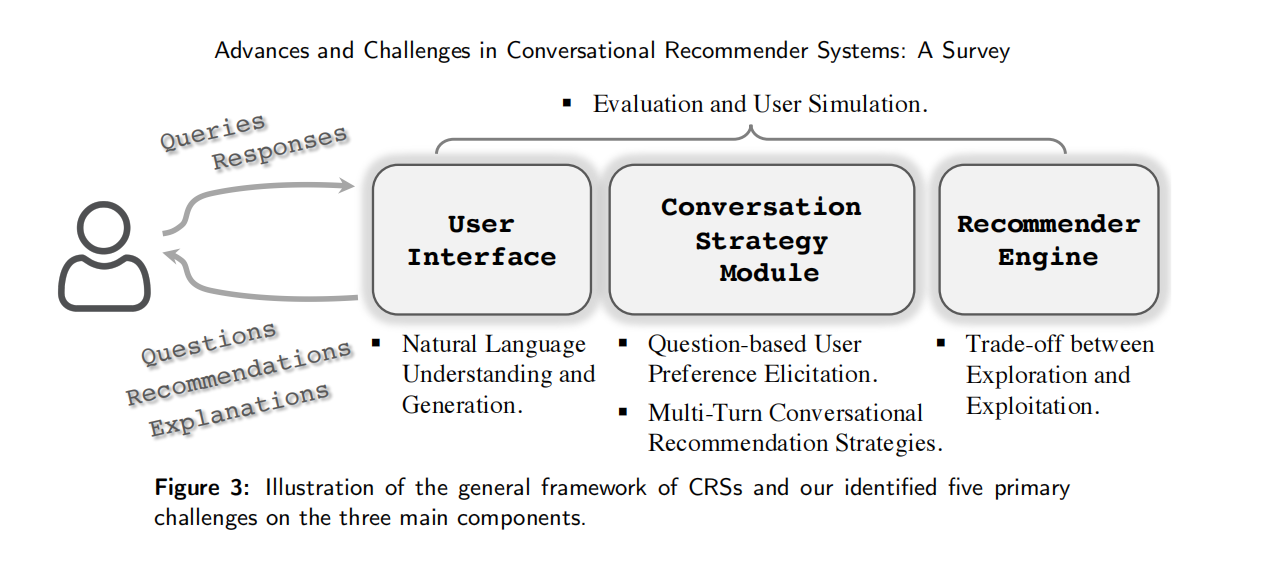 Advances and Challenges in Conversational Recommender Systems: A Survey
▪ Evaluation and User Simulation.
Queries
Responses
User
Interface
Conversation
Strategy
Module
Recommender
Engine
Questions
Recommendations
Explanations
▪ Natural Language
Understanding and
Generation.
▪ Question-based User
Preference Elicitation.
▪ Multi-Turn Conversational
Recommendation Strategies.
▪ Trade-off between
Exploration and
Exploitation.
Figure 3: Illustration of the general framework of CRSs and our identified five primary
challenges on the three main components.